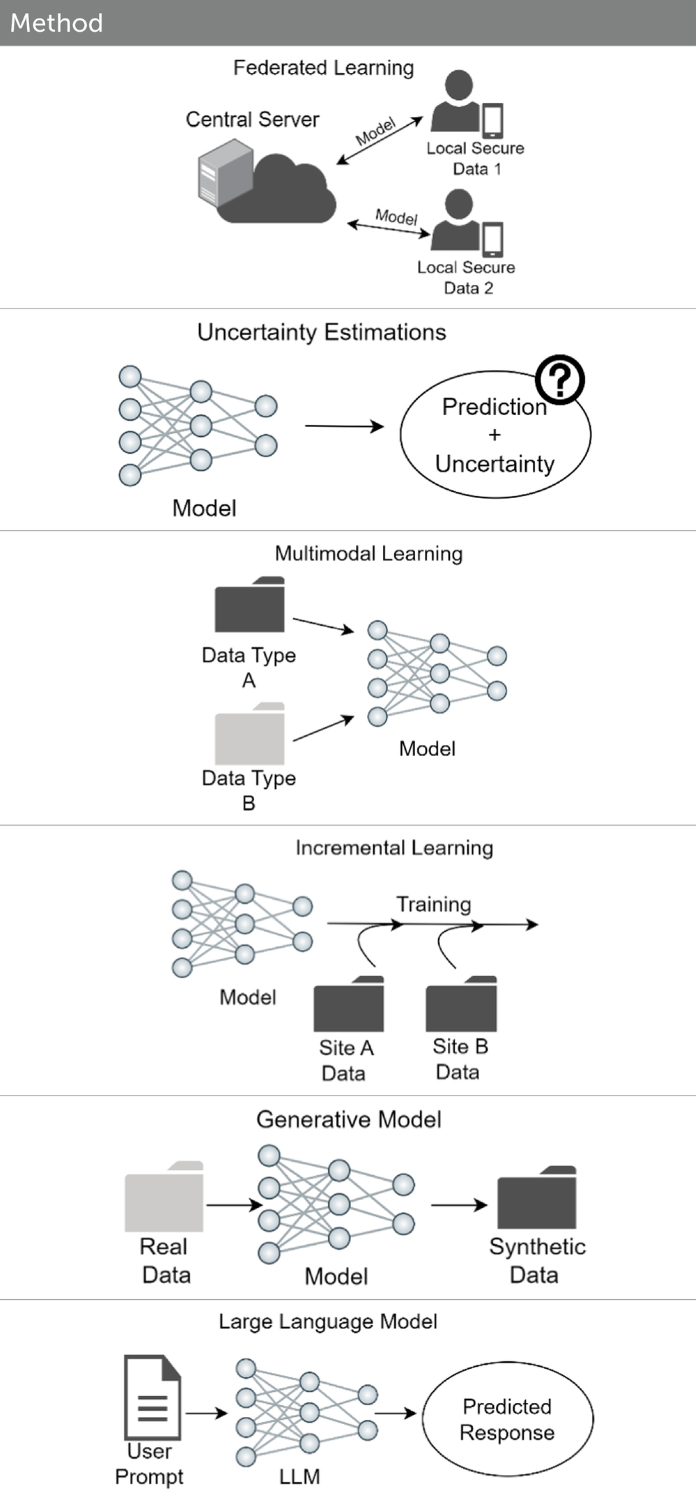 Method
Federated Learning
Central Server
Model
Local Secure
Data 1
Model
Local Secure
Data 2
Uncertainty Estimations
Model
?
Prediction
+
Uncertainty
Multimodal Learning
Data Type
A
Data Type
B
Model
Incremental Learning
Training
Model
Site A
Data
Site B
Data
Generative Model
Real
Data
Model
Synthetic
Data
Large Language Model
User
Prompt
LLM
Predicted
Response